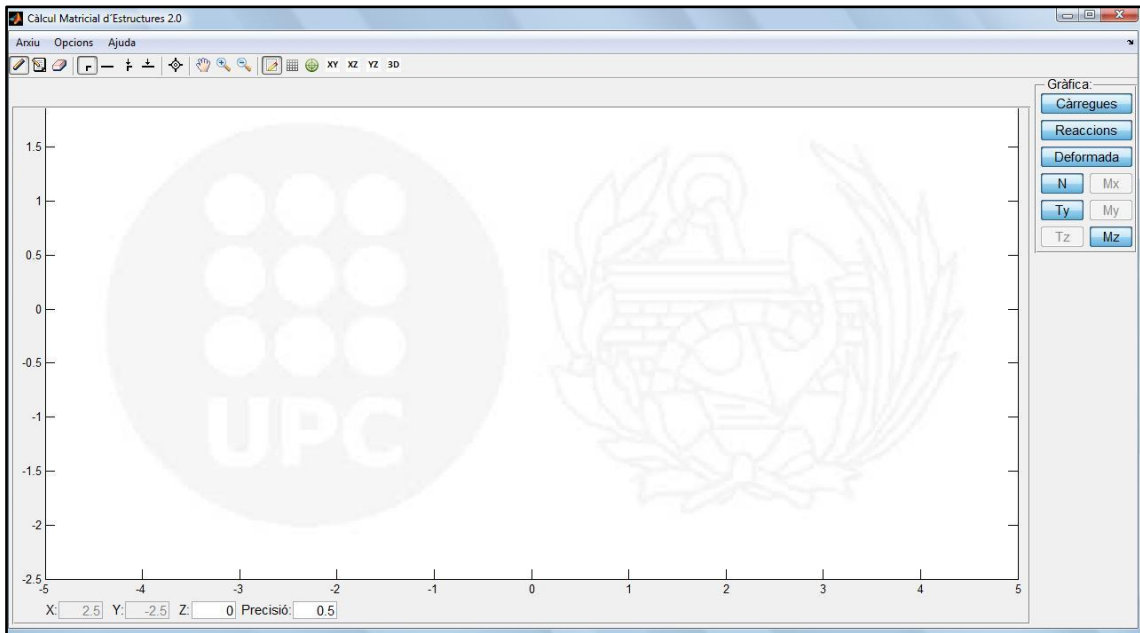 Càlcul Matricial d'Estructures 2.0
Arxiu Opcions Ajuda
XY XZ YZ 3D
Gràfica:
Càrregues
Reaccions
Deformada
N Mx
Ty My
Tz Mz
1.5
1
0.5
0
-0.5
-1
-1.5
-2
-2.5
UPC
-5 -4 -3 -2 -1 0 1 2 3 4 5
X: 2.5 Y: -2.5 Z: 0 Precisió: 0.5